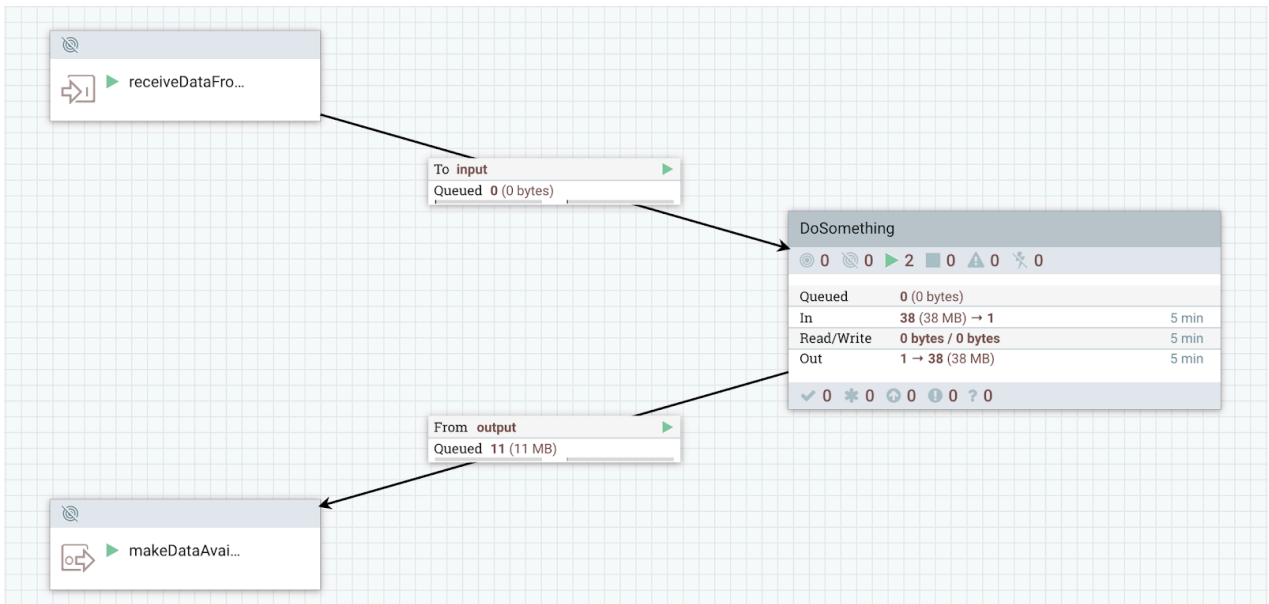 receiveDataFro...
To input
Queued 0 (0 bytes)
DoSomething
0 0 2 0 0 0
Queued 0 (0 bytes)
In 38 (38 MB) → 1 5 min
Read/Write 0 bytes / 0 bytes 5 min
Out 1 → 38 (38 MB) 5 min
0 0 0 0 ? 0
From output
Queued 11 (11 MB)
makeDataAvai...